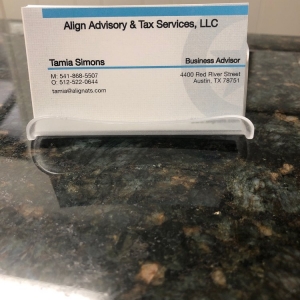 Align Advisory & Tax Services, LLC
Tamia Simons
Business Advisor
M: 541-868-5507
4400 Red River Street
O: 512-522-0644
Austin, TX 78751
tamia@alignats.com